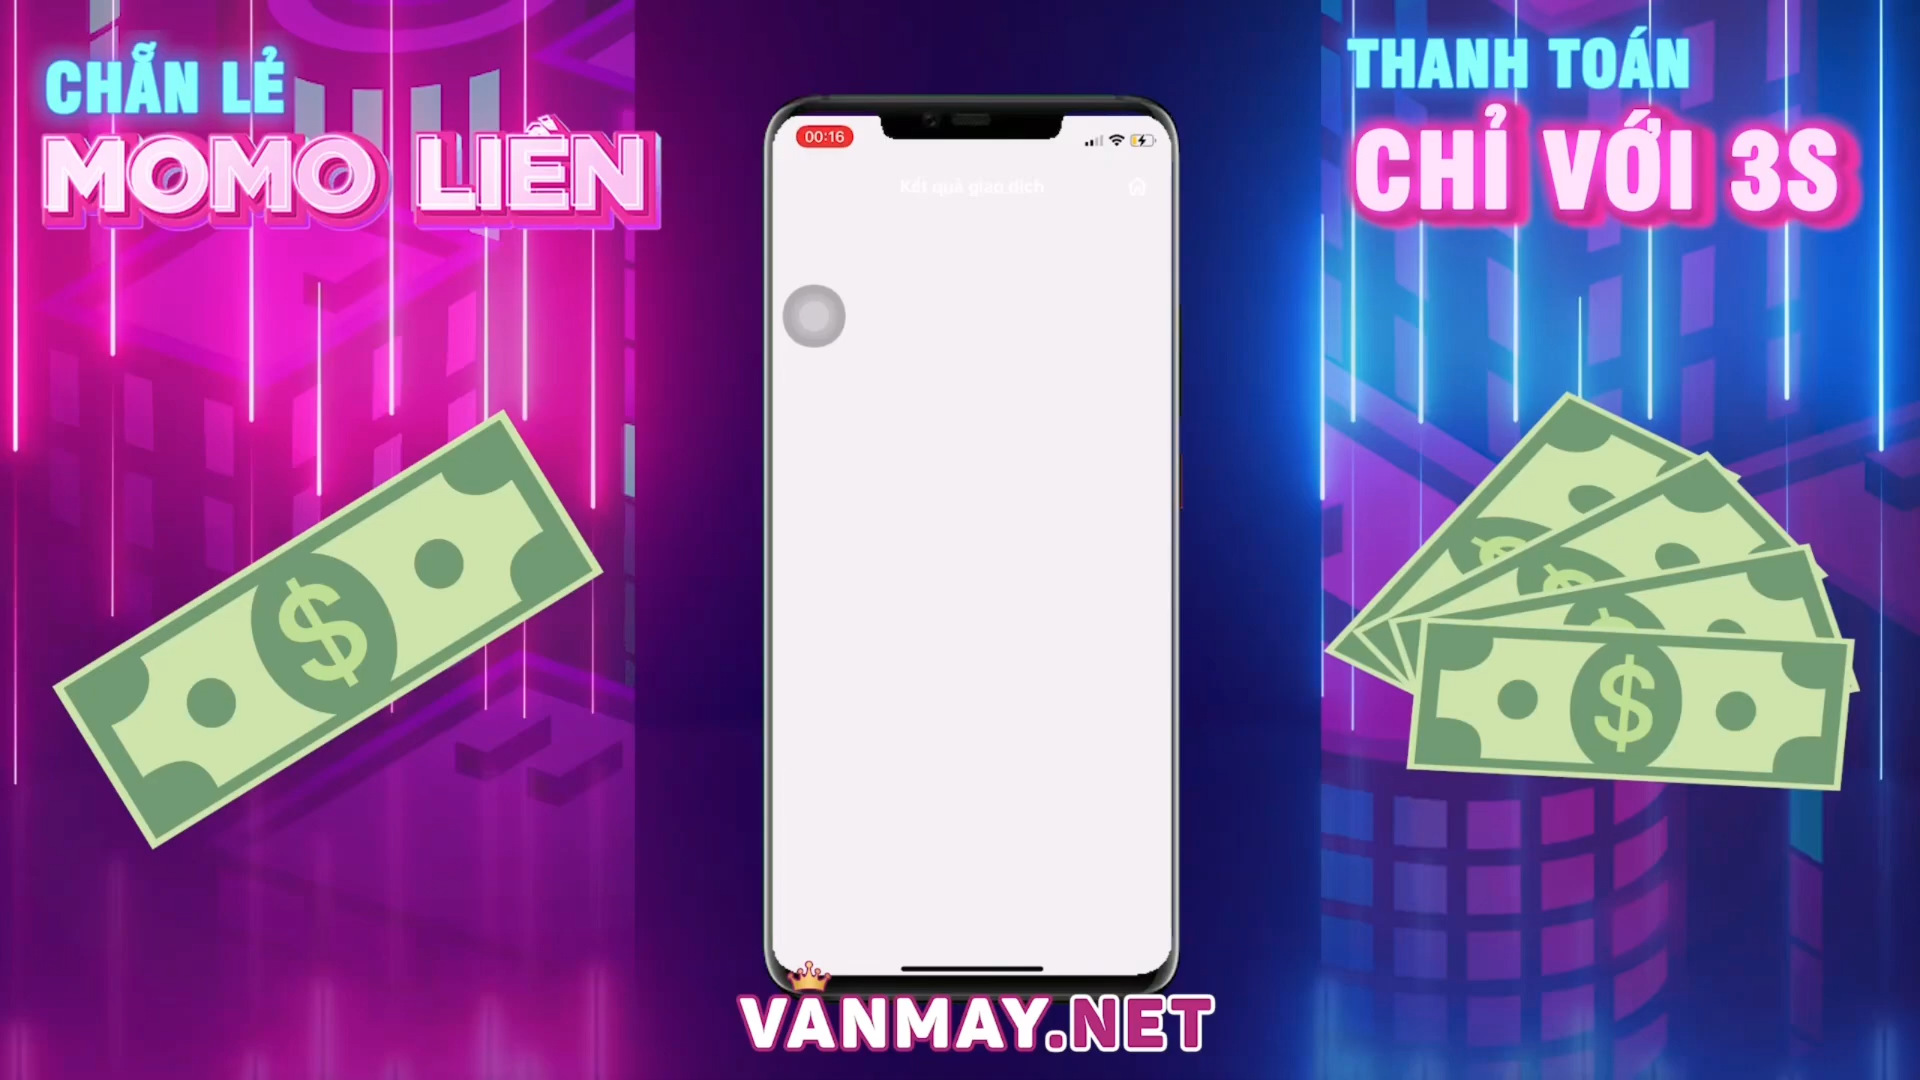 CHẴN LẺ
MOMO LIỀN
THANH TOÁN
CHỈ VỚI 3S
00:16
Kết quả giao dịch
VANMAY.NET